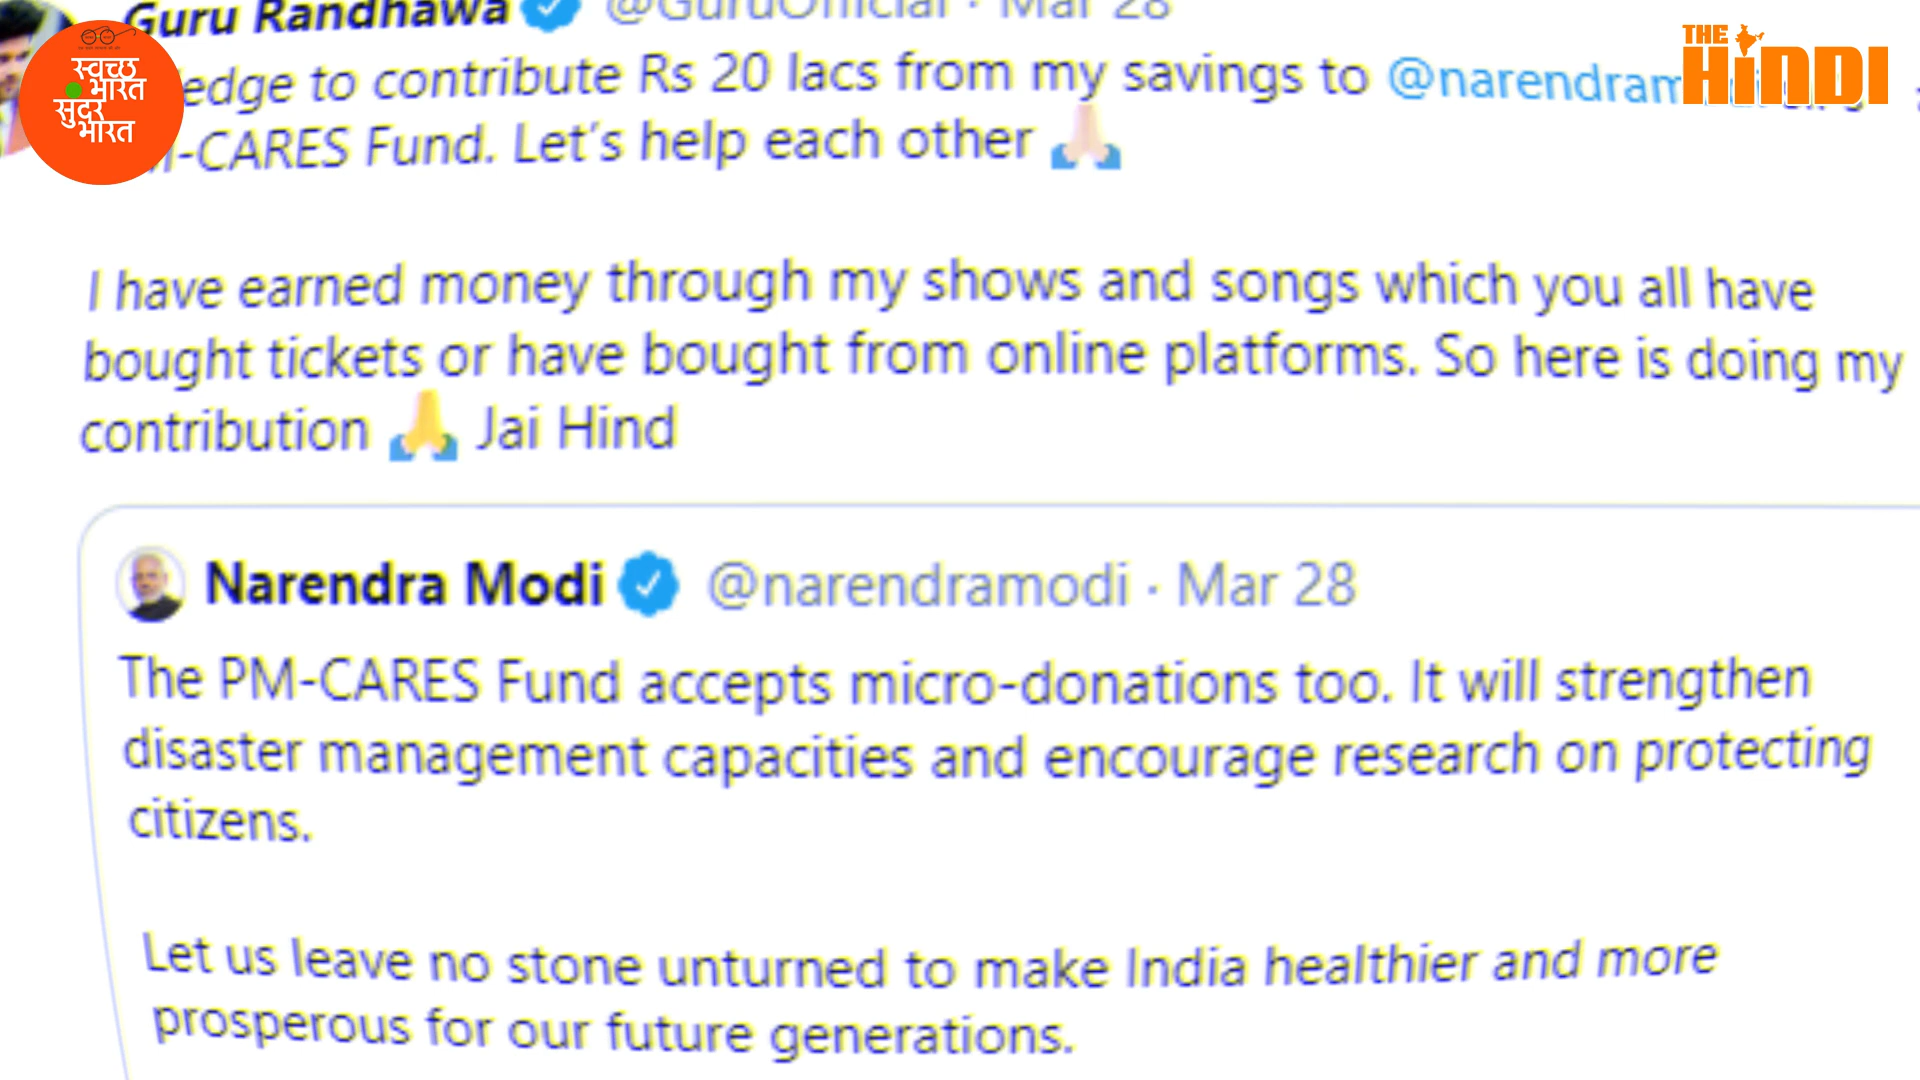 Guru Randhawa @GuruOfficial · Mar 28
to contribute Rs 20 lacs from my savings to
-CARES Fund. Let's help each other 🙏🏻
I have earned money through my shows and songs which you all have
bought tickets or have bought from online platforms. So here is doing my
contribution 🙏 Jai Hind
Narendra Modi @narendramodi · Mar 28
The PM-CARES Fund accepts micro-donations too. It will strengthen
disaster management capacities and encourage research on protecting
citizens.
Let us leave no stone unturned to make India healthier and more
prosperous for our future generations.
स्वच्छ
भारत
सुंदर
भारत
THE
HiNDI